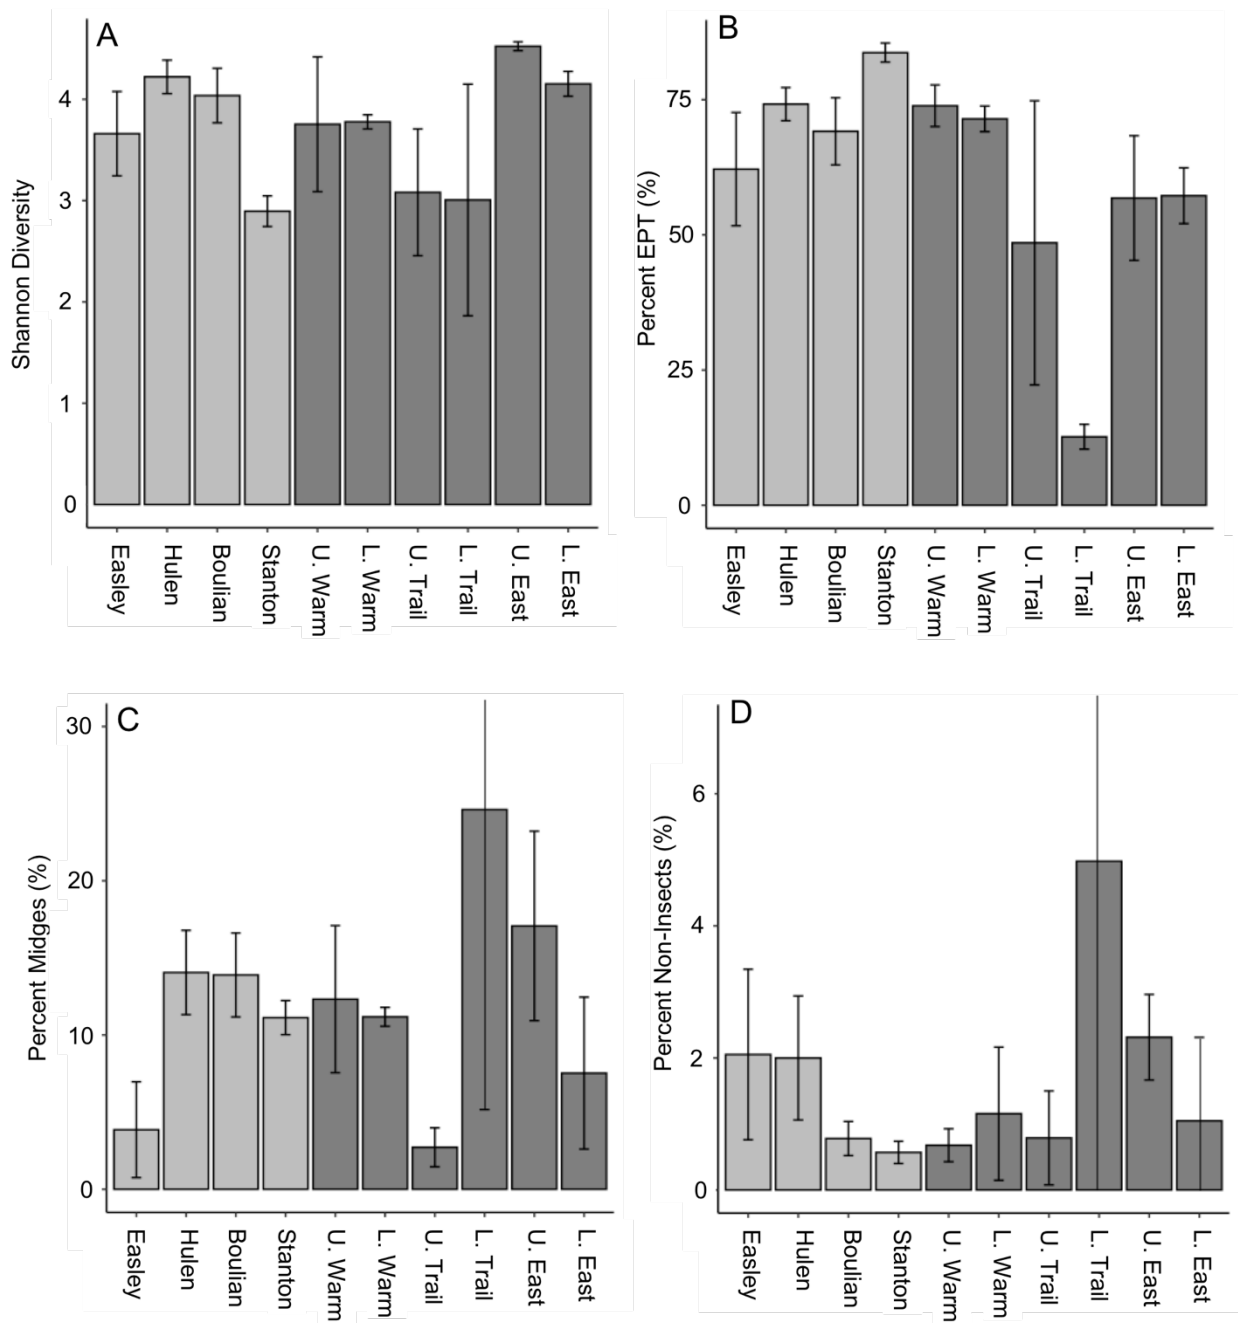 A
Shannon Diversity
4
3
2
1
0
Easley
Hulen
Boulian
Stanton
U. Warm
L. Warm
U. Trail
L. Trail
U. East
L. East
B
Percent EPT (%)
75
50
25
0
Easley
Hulen
Boulian
Stanton
U. Warm
L. Warm
U. Trail
L. Trail
U. East
L. East
C
Percent Midges (%)
30
20
10
0
Easley
Hulen
Boulian
Stanton
U. Warm
L. Warm
U. Trail
L. Trail
U. East
L. East
D
Percent Non-Insects (%)
6
4
2
0
Easley
Hulen
Boulian
Stanton
U. Warm
L. Warm
U. Trail
L. Trail
U. East
L. East